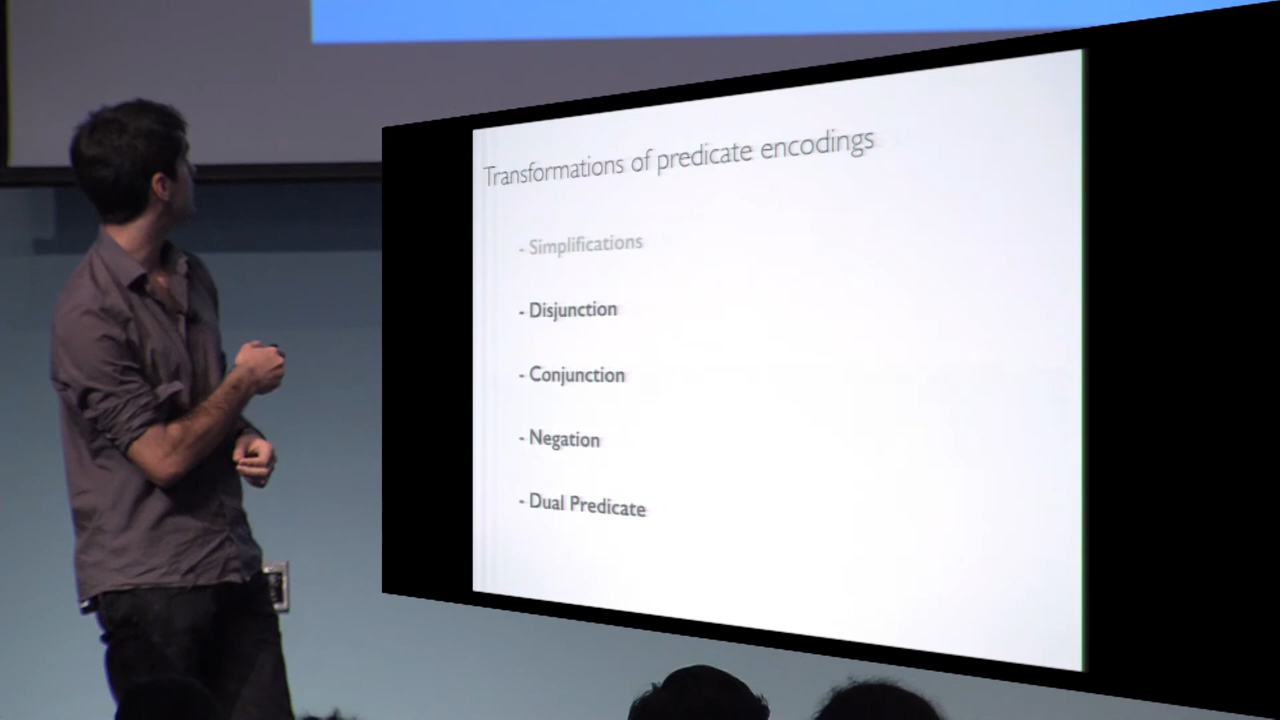 Transformations of predicate encodings
- Simplifications
- Disjunction
- Conjunction
- Negation
- Dual Predicate